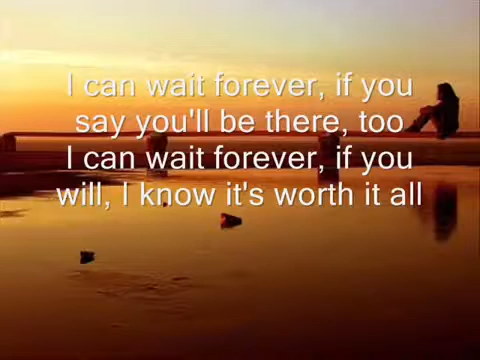 I can wait forever, if you
say you'll be there, too
I can wait forever, if you
will, I know it's worth it all